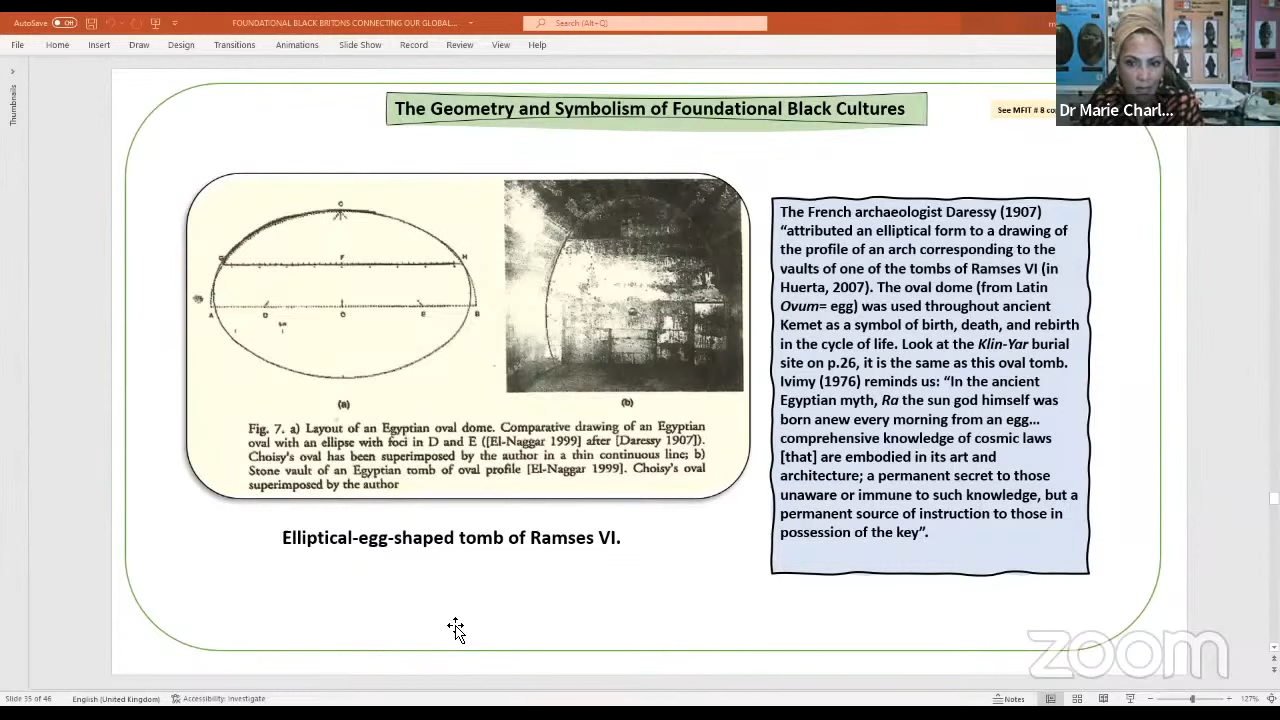 AutoSave
Off
FOUNDATIONAL BLACK BRITONS CONNECTING OUR GLOBAL...
Search (Alt+Q)
File Home Insert Draw Design Transitions Animations Slide Show Record Review View Help
Thumbnails
The Geometry and Symbolism of Foundational Black Cultures
See MFIT # 8
Dr Marie Charl...
C
G F H
A D O E B
(a)
(b)
Fig. 7. a) Layout of an Egyptian oval dome. Comparative drawing of an Egyptian
oval with an ellipse with foci in D and E ([El-Naggar 1999] after [Daressy 1907]).
Choisy's oval has been superimposed by the author in a thin continuous line; b)
Stone vault of an Egyptian tomb of oval profile [El-Naggar 1999]. Choisy's oval
superimposed by the author
Elliptical-egg-shaped tomb of Ramses VI.
The French archaeologist Daressy (1907)
“attributed an elliptical form to a drawing of
the profile of an arch corresponding to the
vaults of one of the tombs of Ramses VI (in
Huerta, 2007). The oval dome (from Latin
Ovum= egg) was used throughout ancient
Kemet as a symbol of birth, death, and rebirth
in the cycle of life. Look at the Klin-Yar burial
site on p.26, it is the same as this oval tomb.
Ivimy (1976) reminds us: “In the ancient
Egyptian myth, Ra the sun god himself was
born anew every morning from an egg...
comprehensive knowledge of cosmic laws
[that] are embodied in its art and
architecture; a permanent secret to those
unaware or immune to such knowledge, but a
permanent source of instruction to those in
possession of the key”.
zoom
Slide 35 of 46 English (United Kingdom) Accessibility: Investigate
Notes
127%